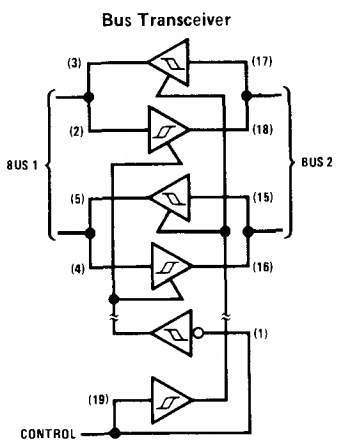 Bus Transceiver
(3)
(17)
(2)
(18)
BUS 1
BUS 2
(5)
(15)
(4)
(16)
(1)
(19)
CONTROL